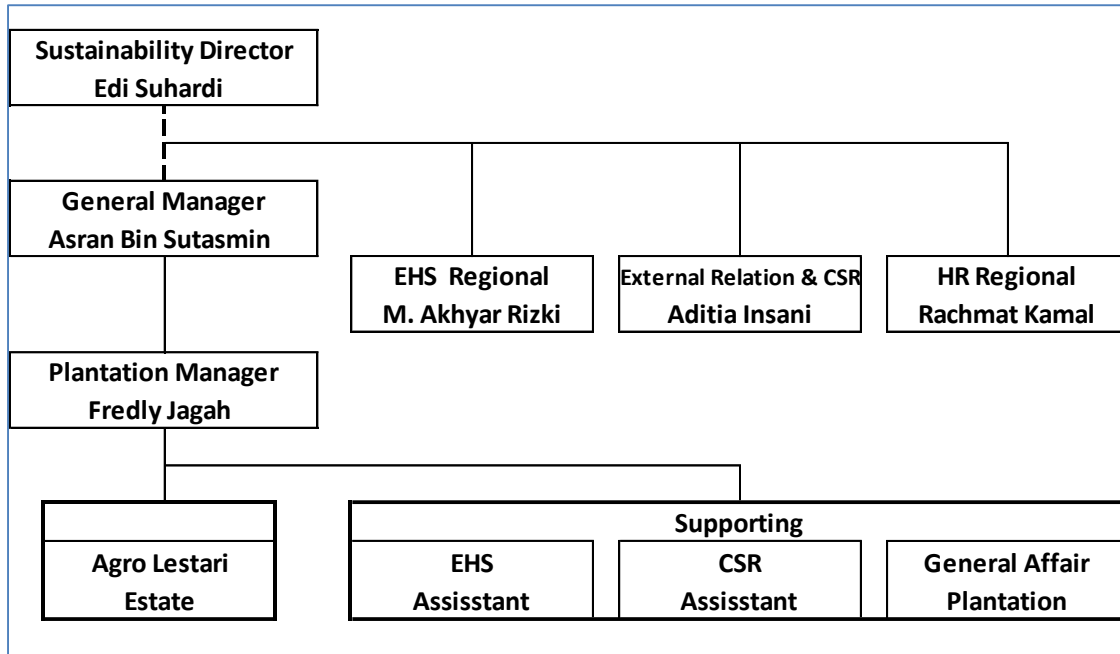 Sustainability Director
Edi Suhardi
General Manager
Asran Bin Sutasmin
EHS Regional
M. Akhyar Rizki
External Relation & CSR
Aditia Insani
HR Regional
Rachmat Kamal
Plantation Manager
Fredly Jagah
Supporting
Agro Lestari
Estate
EHS
Assisstant
CSR
Assisstant
General Affair
Plantation